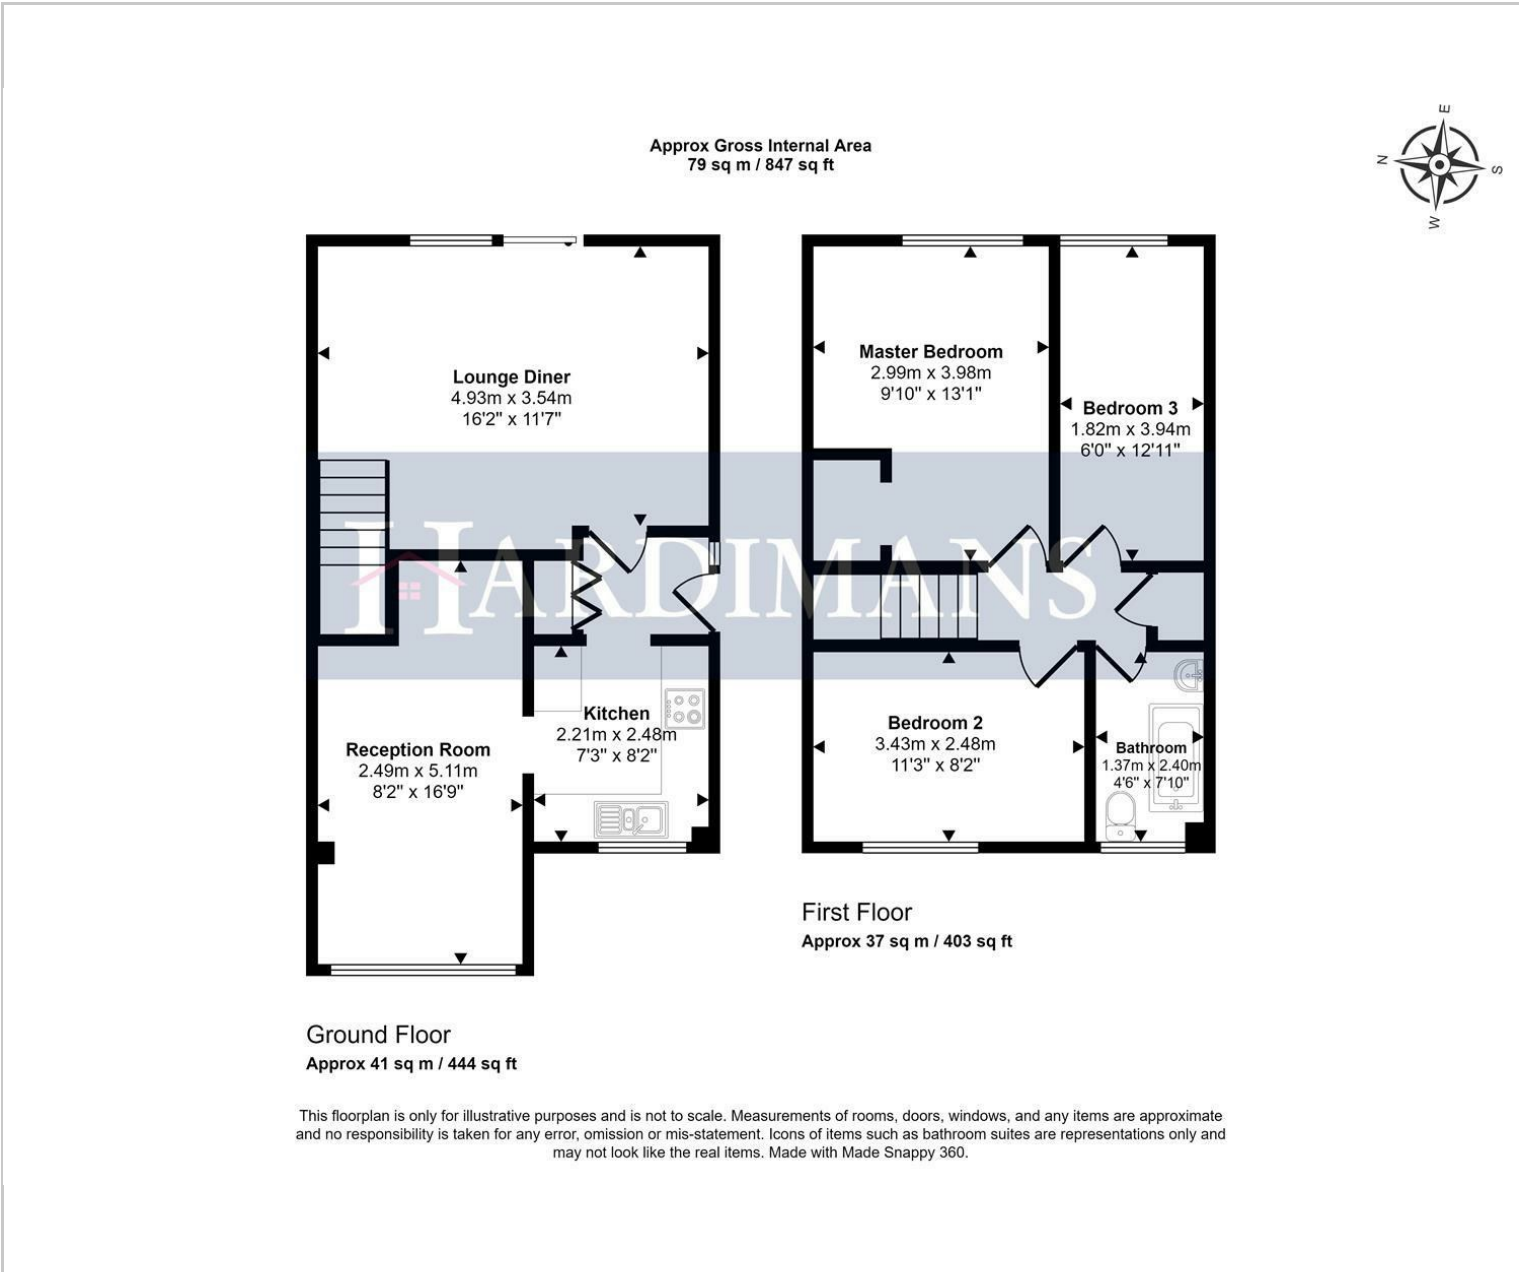 Approx Gross Internal Area
79 sq m / 847 sq ft
E
N
S
W
Lounge Diner
4.93m x 3.54m
16'2" x 11'7"
Master Bedroom
2.99m x 3.98m
9'10" x 13'1"
Bedroom 3
1.82m x 3.94m
6'0" x 12'11"
HARDIMANS
Kitchen
2.21m x 2.48m
7'3" x 8'2"
Reception Room
2.49m x 5.11m
8'2" x 16'9"
Bedroom 2
3.43m x 2.48m
11'3" x 8'2"
Bathroom
1.37m x 2.40m
4'6" x 7'10"
First Floor
Approx 37 sq m / 403 sq ft
Ground Floor
Approx 41 sq m / 444 sq ft
This floorplan is only for illustrative purposes and is not to scale. Measurements of rooms, doors, windows, and any items are approximate
and no responsibility is taken for any error, omission or mis-statement. Icons of items such as bathroom suites are representations only and
may not look like the real items. Made with Made Snappy 360.